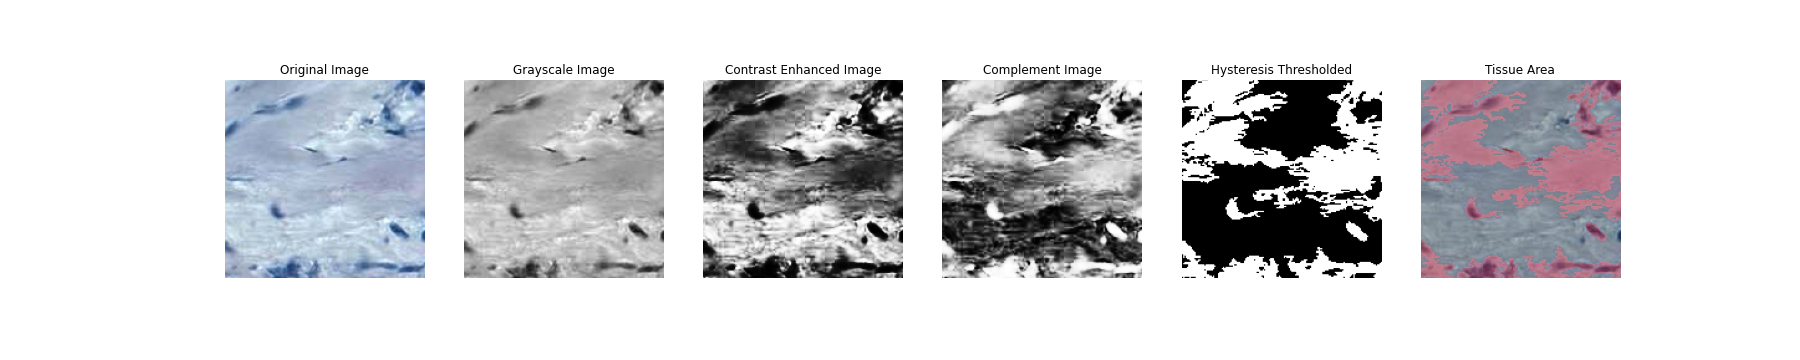 Original Image
Grayscale Image
Contrast Enhanced Image
Complement Image
Hysteresis Thresholded
Tissue Area